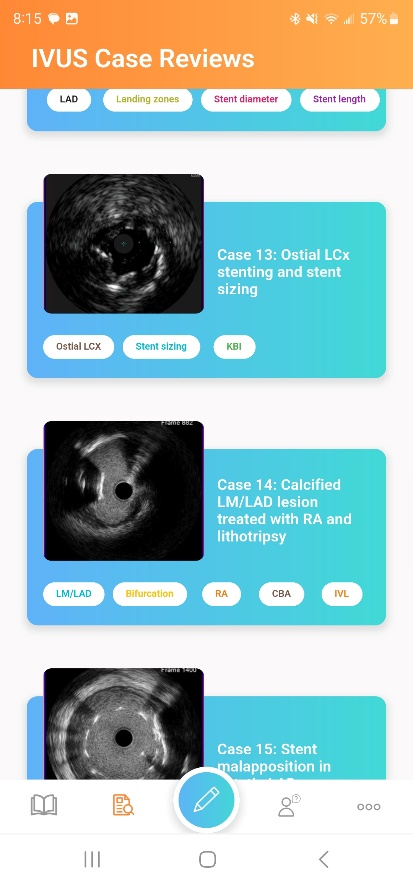 8:15
57%
IVUS Case Reviews
LAD
Landing zones
Stent diameter
Stent length
Case 13: Ostial LCx
stenting and stent
sizing
Ostial LCX
Stent sizing
KBI
Frame 882
Case 14: Calcified
LM/LAD lesion
treated with RA and
lithotripsy
LM/LAD
Bifurcation
RA
CBA
IVL
Frame 1400
Case 15: Stent
malapposition in